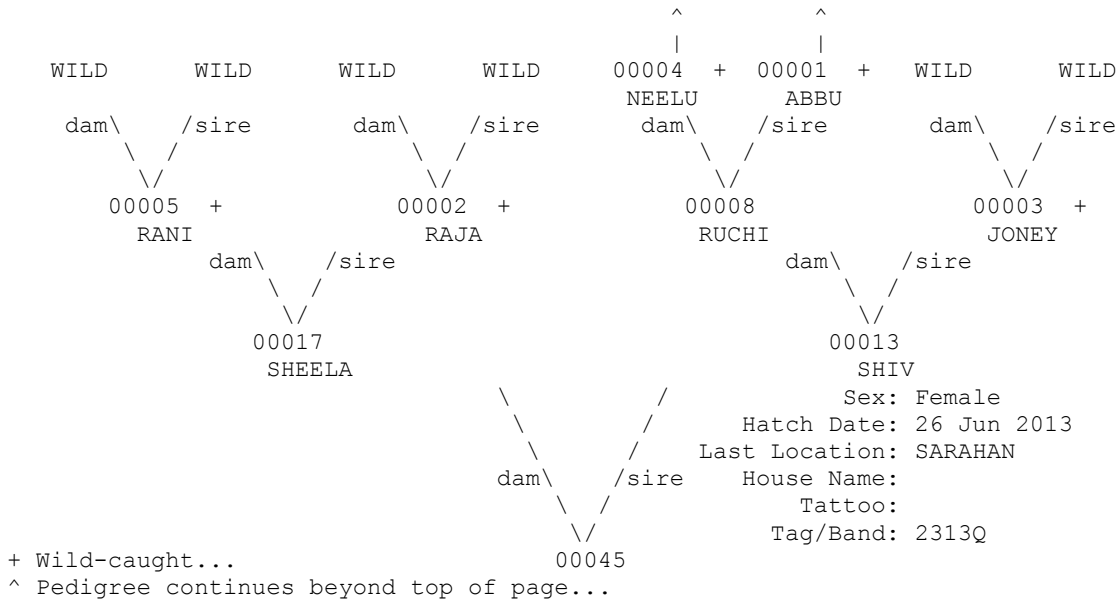 ^ ^
| |
WILD WILD WILD WILD 00004 + 00001 + WILD WILD
NEELU ABBU
dam\ /sire dam\ /sire dam\ /sire dam\ /sire
\ / \ / \ / \ /
\/ \/ \/ \/
00005 + 00002 + 00008 00003 +
RANI RAJA RUCHI JONEY
dam\ /sire dam\ /sire
\ / \ /
\/ \/
00017 00013
SHEELA SHIV
\ / Sex: Female
\ / Hatch Date: 26 Jun 2013
\ / Last Location: SARAHAN
dam\ /sire House Name:
\ / Tattoo:
\/ Tag/Band: 2313Q
+ Wild-caught... 00045
^ Pedigree continues beyond top of page...